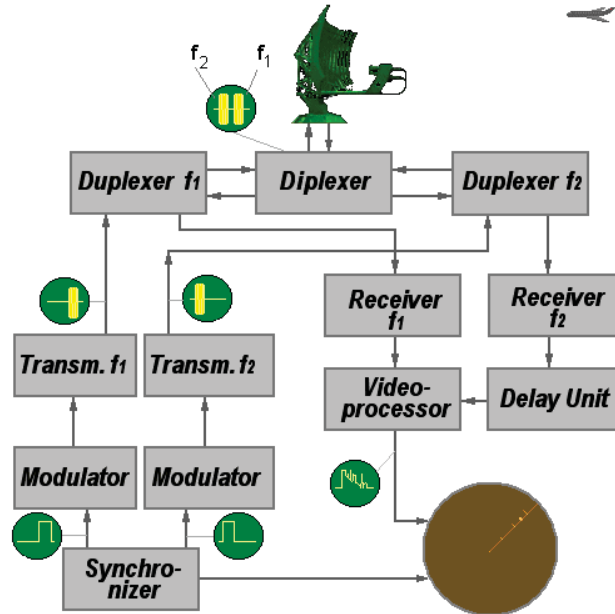 f2 f1
Duplexer f1
Diplexer
Duplexer f2
Receiver
f1
Receiver
f2
Transm. f1
Transm. f2
Video-
processor
Delay Unit
Modulator
Modulator
Synchro-
nizer